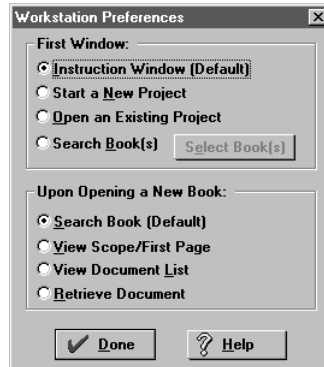 Workstation Preferences
First Window:
Instruction Window (Default)
Start a New Project
Open an Existing Project
Search Book(s)
Select Book(s)
Upon Opening a New Book:
Search Book (Default)
View Scope/First Page
View Document List
Retrieve Document
Done
Help